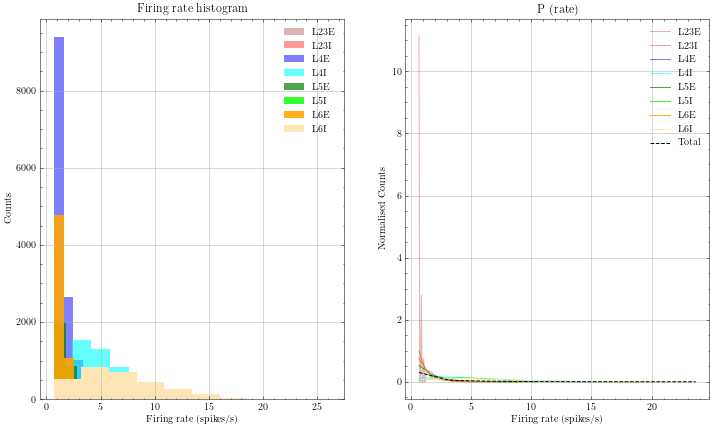 Firing rate histogram
Counts
8000
6000
4000
2000
0
0 5 10 15 20 25
Firing rate (spikes/s)
L23E
L23I
L4E
L4I
L5E
L5I
L6E
L6I
P (rate)
Normalised Counts
10
8
6
4
2
0
0 5 10 15 20
Firing rate (spikes/s)
L23E
L23I
L4E
L4I
L5E
L5I
L6E
L6I
Total